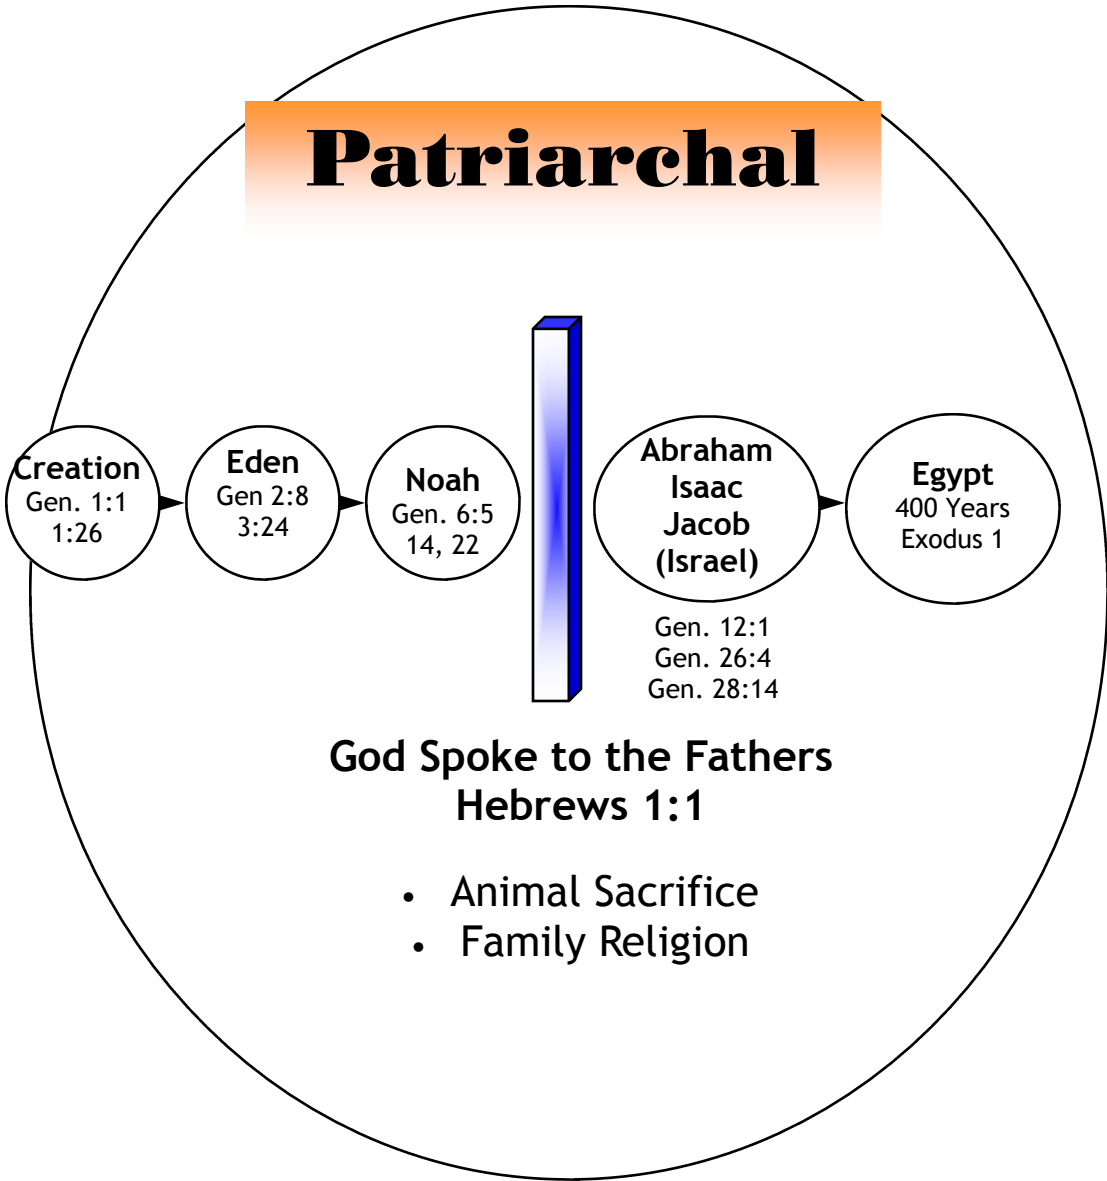 Patriarchal
Creation
Gen. 1:1
1:26
Eden
Gen 2:8
3:24
Noah
Gen. 6:5
14, 22
Abraham
Isaac
Jacob
(Israel)
Gen. 12:1
Gen. 26:4
Gen. 28:14
Egypt
400 Years
Exodus 1
God Spoke to the Fathers
Hebrews 1:1
• Animal Sacrifice
• Family Religion